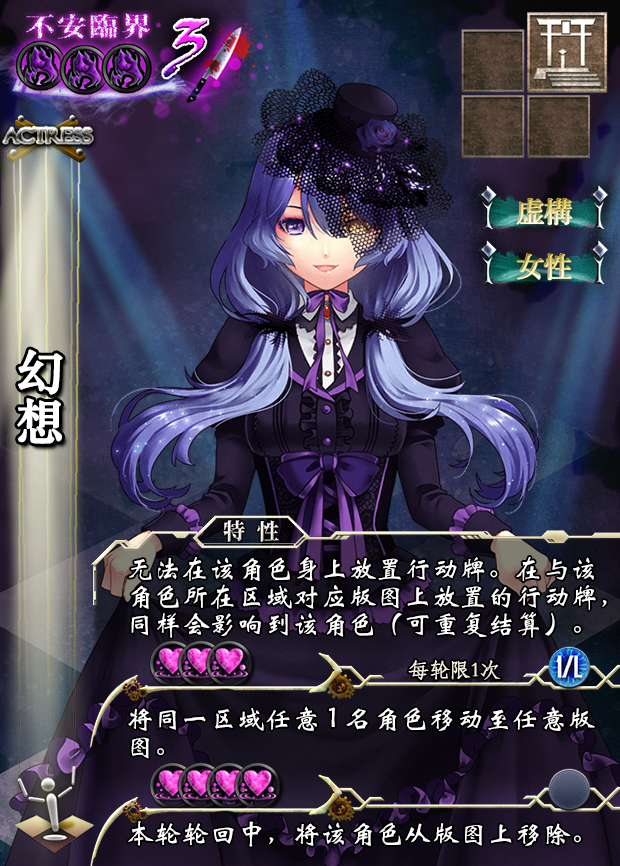 不安臨界
3
ACTRESS
虚構
女性
幻想
特性
无法在该角色身上放置行动牌。在与该
角色所在区域对应版图上放置的行动牌，
同样会影响到该角色（可重复结算）。
每轮限1次
1/L
将同一区域任意1名角色移动至任意版
图。
本轮轮回中，将该角色从版图上移除。